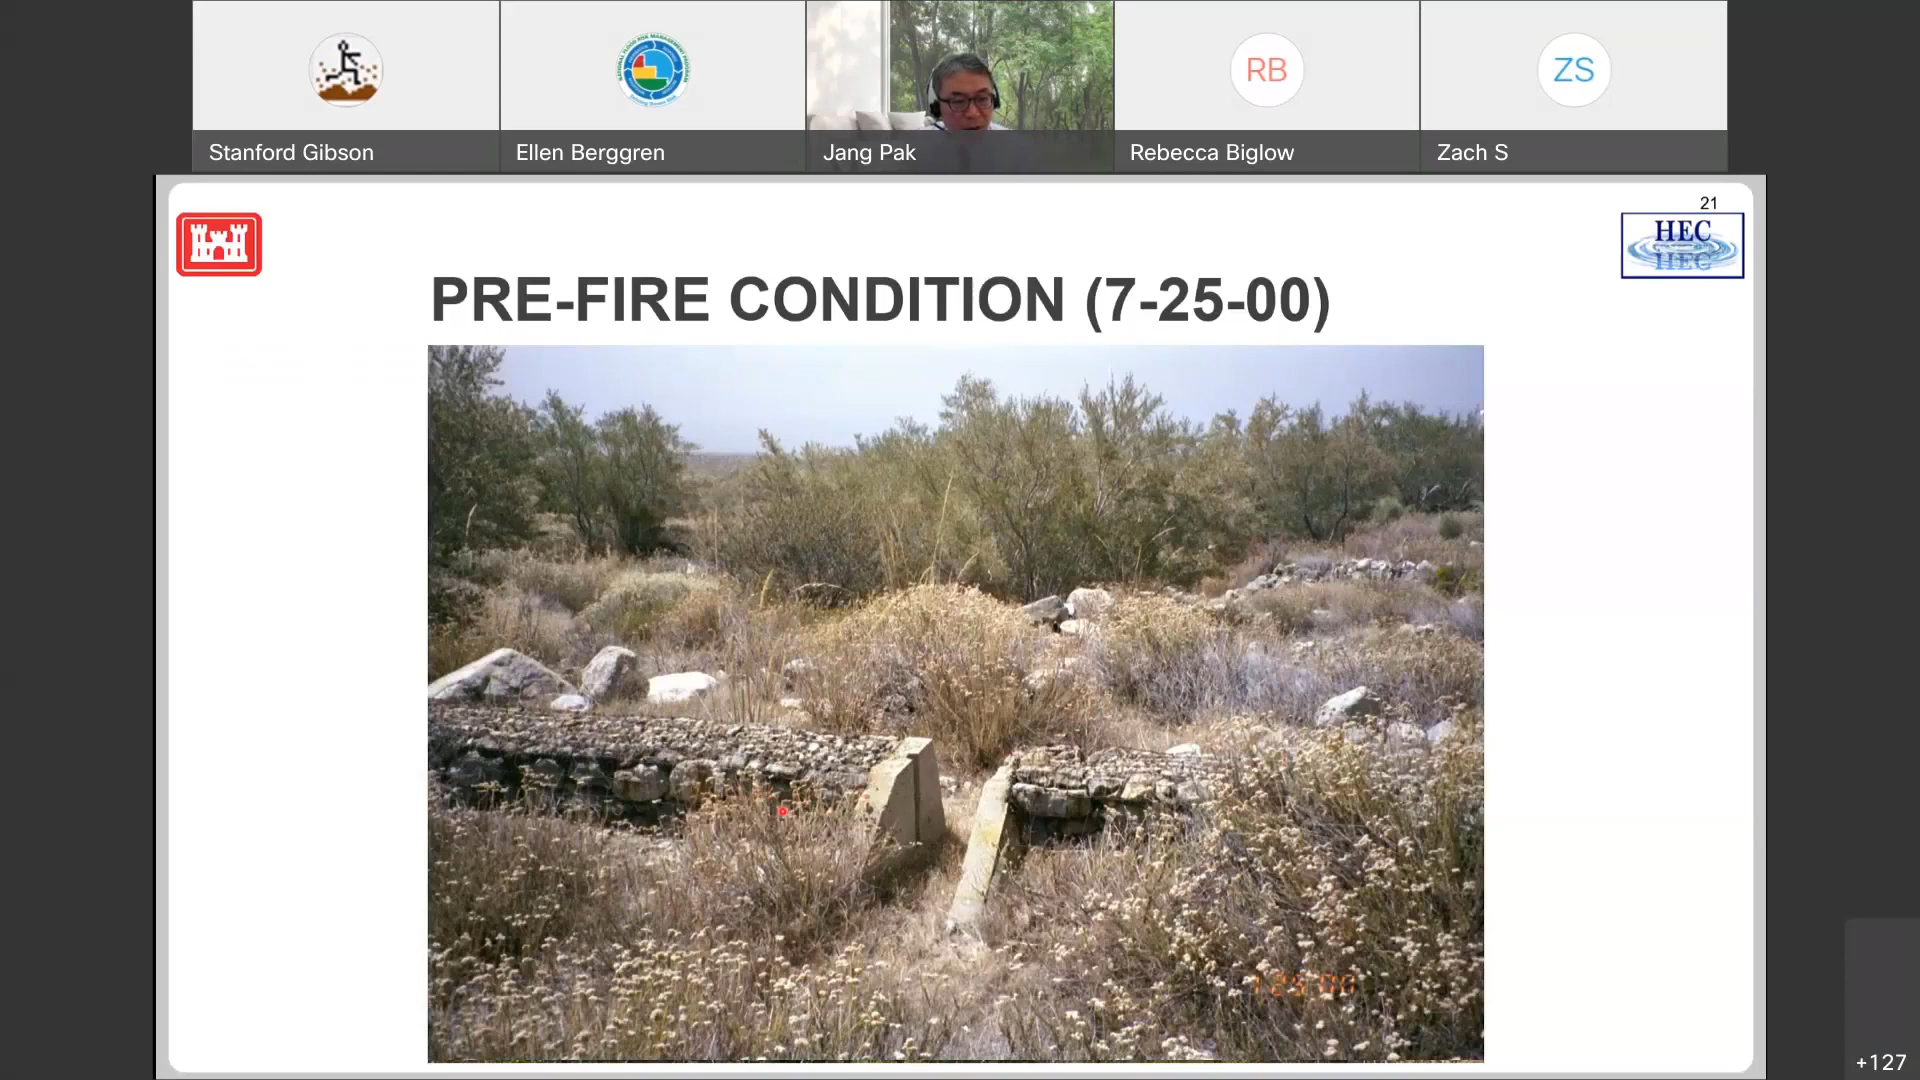 RB
ZS
Stanford Gibson
Ellen Berggren
Jang Pak
Rebecca Biglow
Zach S
21
HEC
PRE-FIRE CONDITION (7-25-00)
+127